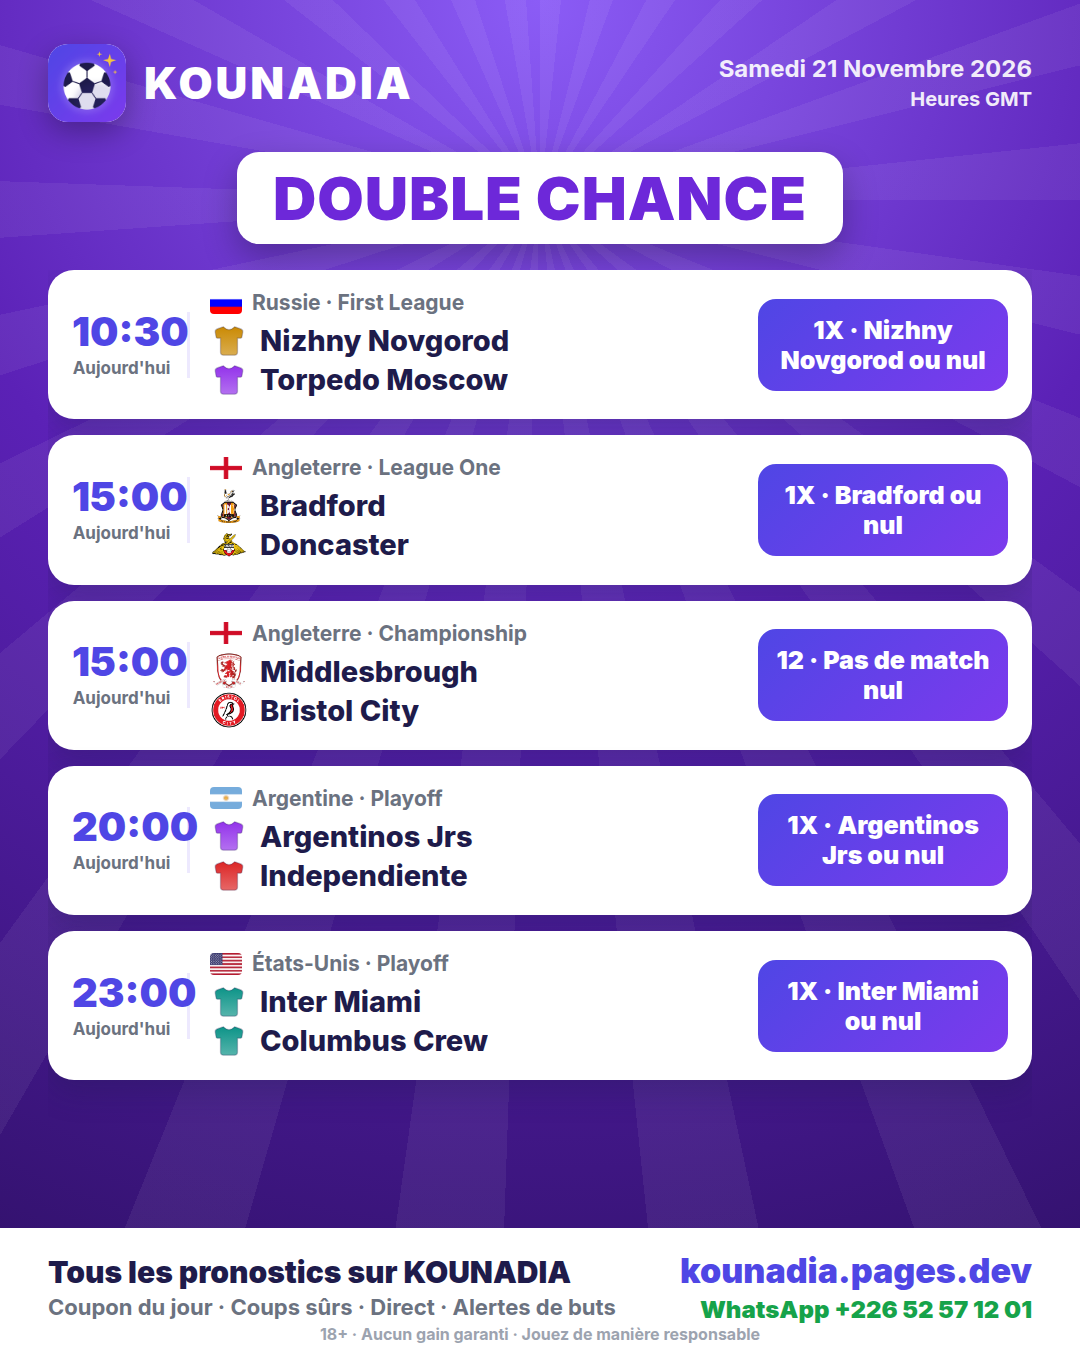 KOUNADIA
Samedi 21 Novembre 2026
Heures GMT
DOUBLE CHANCE
10:30
Aujourd'hui
Russie · First League
Nizhny Novgorod
Torpedo Moscow
1X · Nizhny
Novgorod ou nul
15:00
Aujourd'hui
Angleterre · League One
Bradford
Doncaster
1X · Bradford ou
nul
15:00
Aujourd'hui
Angleterre · Championship
Middlesbrough
Bristol City
12 · Pas de match
nul
20:00
Aujourd'hui
Argentine · Playoff
Argentinos Jrs
Independiente
1X · Argentinos
Jrs ou nul
23:00
Aujourd'hui
États-Unis · Playoff
Inter Miami
Columbus Crew
1X · Inter Miami
ou nul
Tous les pronostics sur KOUNADIA
kounadia.pages.dev
Coupon du jour · Coups sûrs · Direct · Alertes de buts
WhatsApp +226 52 57 12 01
18+ · Aucun gain garanti · Jouez de manière responsable